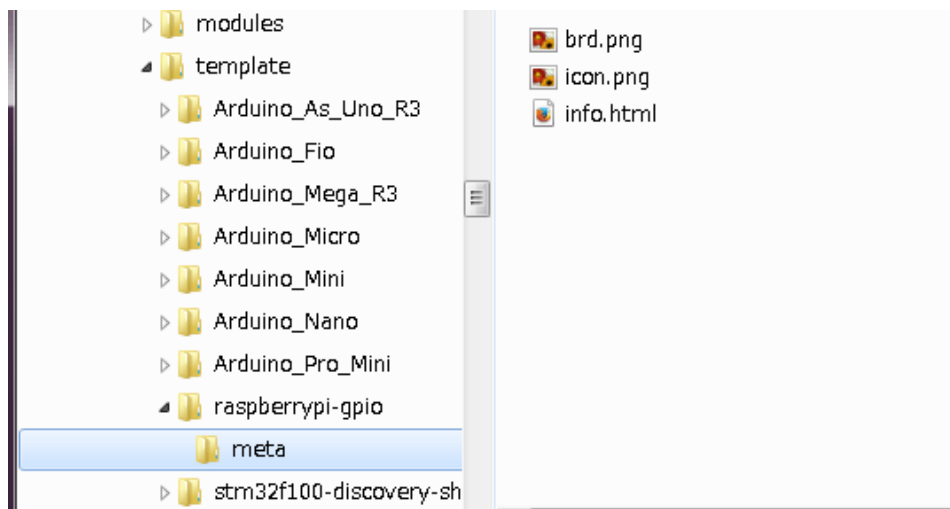 modules
template
Arduino_As_Uno_R3
Arduino_Fio
Arduino_Mega_R3
Arduino_Micro
Arduino_Mini
Arduino_Nano
Arduino_Pro_Mini
raspberrypi-gpio
meta
stm32f100-discovery-sh
brd.png
icon.png
info.html